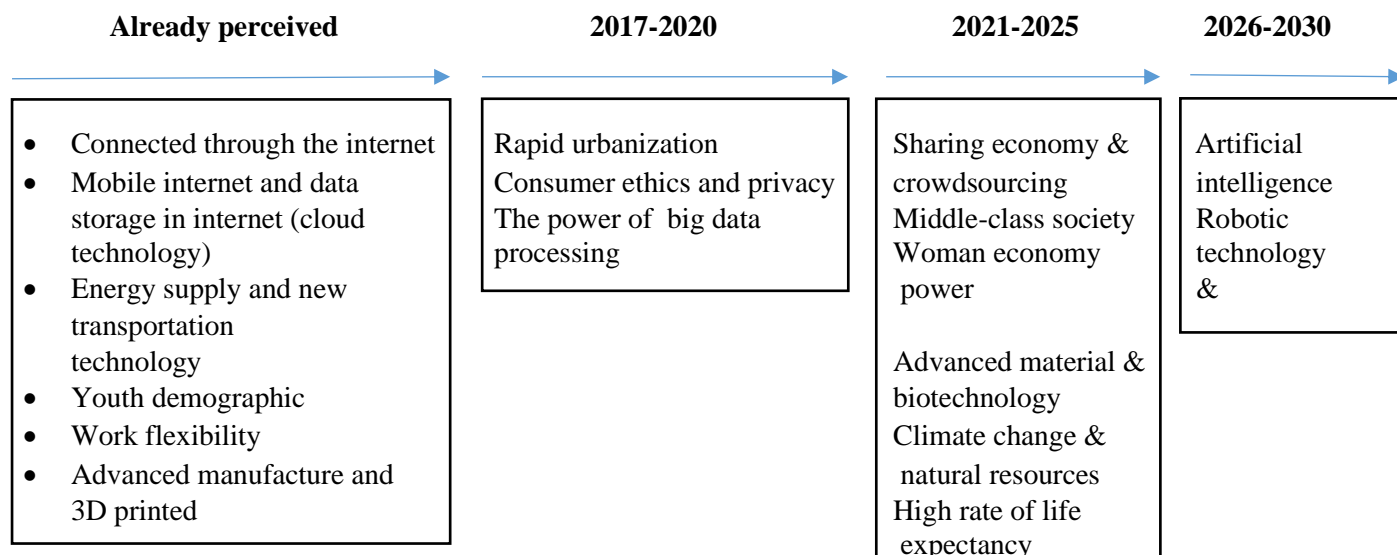 Already perceived
2017-2020
2021-2025
2026-2030
• Connected through the internet
• Mobile internet and data
storage in internet (cloud
technology)
• Energy supply and new
transportation
technology
• Youth demographic
• Work flexibility
• Advanced manufacture and
3D printed
Rapid urbanization
Consumer ethics and privacy
The power of big data
processing
Sharing economy &
crowdsourcing
Middle-class society
Woman economy
power
Advanced material &
biotechnology
Climate change &
natural resources
High rate of life
expectancy
Artificial
intelligence
Robotic
technology
&